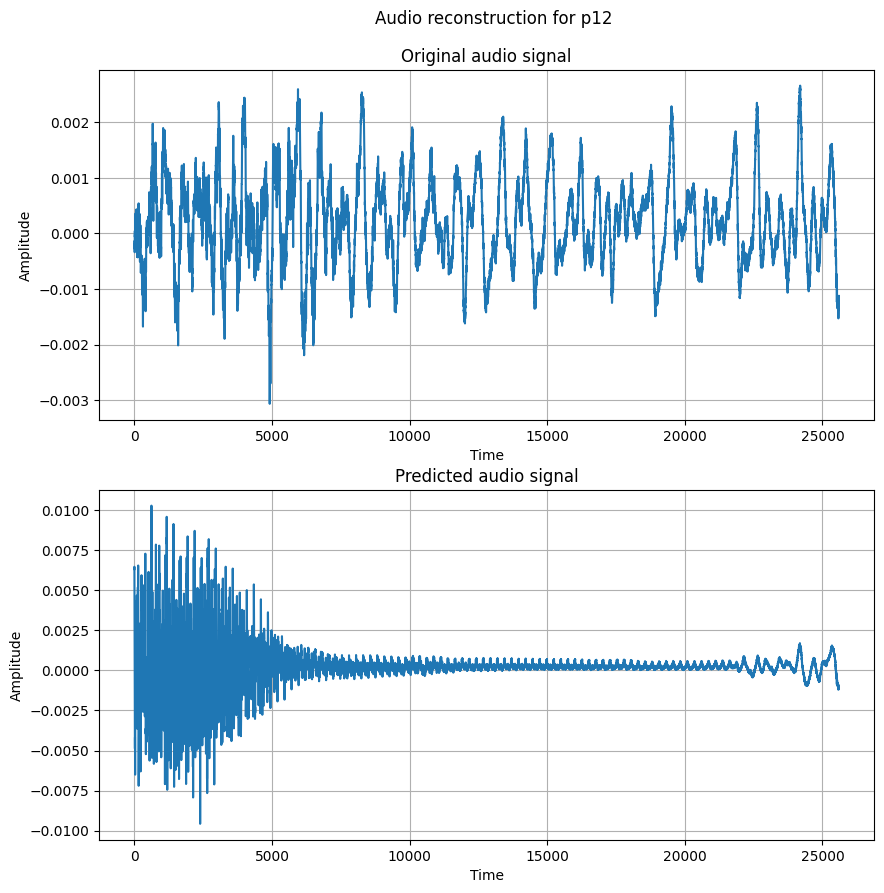 Audio reconstruction for p12
Original audio signal
Amplitude
0.002
0.001
0.000
−0.001
−0.002
−0.003
0 5000 10000 15000 20000 25000
Time
Predicted audio signal
Amplitude
0.0100
0.0075
0.0050
0.0025
0.0000
−0.0025
−0.0050
−0.0075
−0.0100
0 5000 10000 15000 20000 25000
Time